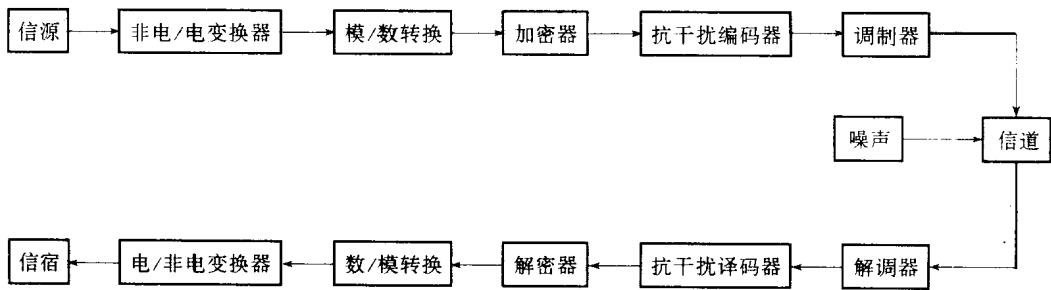 信源 非电/电变换器 模/数转换 加密器 抗干扰编码器 调制器
噪声 信道
信宿 电/非电变换器 数/模转换 解密器 抗干扰译码器 解调器